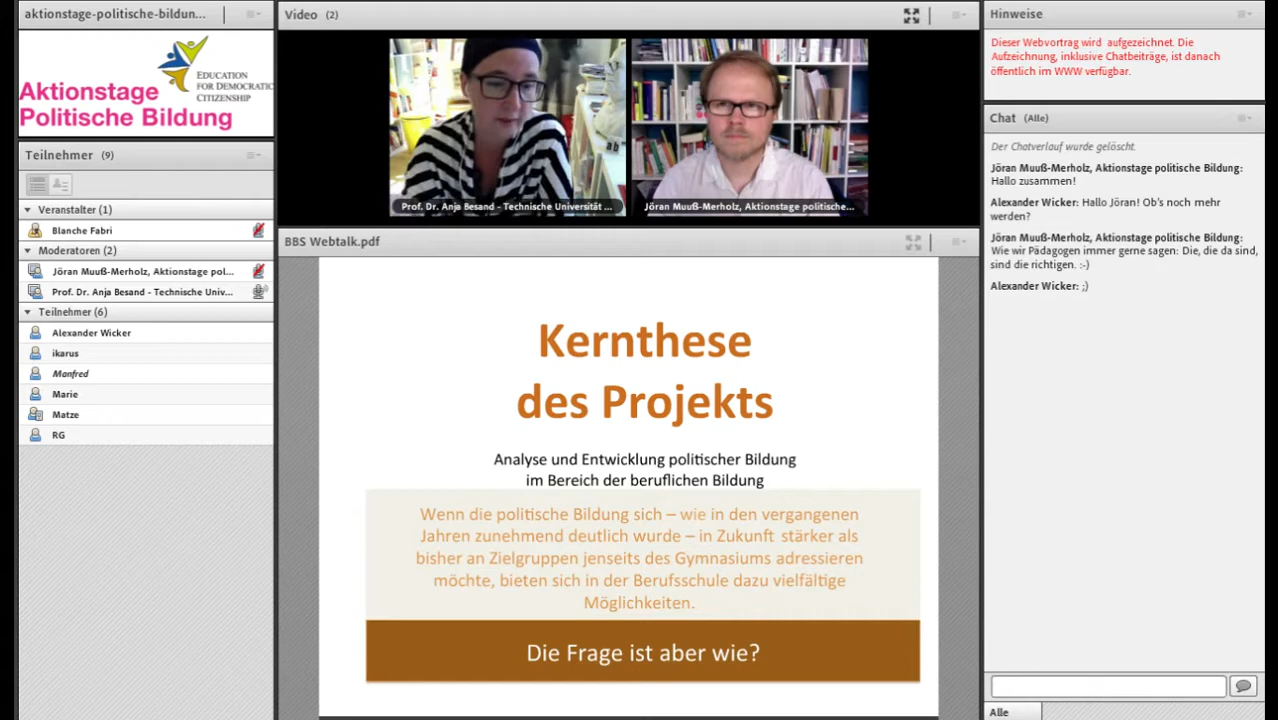 aktionstage-politische-bildun...
Aktionstage
Politische Bildung
EDUCATION
FOR DEMOCRATIC
CITIZENSHIP
Teilnehmer (9)
Veranstalter (1)
Blanche Fabri
Moderatoren (2)
Jöran Muuß-Merholz, Aktionstage pol...
Prof. Dr. Anja Besand - Technische Univ...
Teilnehmer (6)
Alexander Wicker
ikarus
Manfred
Marie
Matze
RG
Video (2)
Prof. Dr. Anja Besand - Technische Universität ...
Jöran Muuß-Merholz, Aktionstage politische...
BBS Webtalk.pdf
Kernthese
des Projekts
Analyse und Entwicklung politischer Bildung
im Bereich der beruflichen Bildung
Wenn die politische Bildung sich – wie in den vergangenen
Jahren zunehmend deutlich wurde – in Zukunft stärker als
bisher an Zielgruppen jenseits des Gymnasiums adressieren
möchte, bieten sich in der Berufsschule dazu vielfältige
Möglichkeiten.
Die Frage ist aber wie?
Hinweise
Dieser Webvortrag wird aufgezeichnet. Die
Aufzeichnung, inklusive Chatbeiträge, ist danach
öffentlich im WWW verfügbar.
Chat (Alle)
Der Chatverlauf wurde gelöscht.
Jöran Muuß-Merholz, Aktionstage politische Bildung:
Hallo zusammen!
Alexander Wicker: Hallo Jöran! Ob's noch mehr
werden?
Jöran Muuß-Merholz, Aktionstage politische Bildung:
Wie wir Pädagogen immer gerne sagen: Die, die da sind,
sind die richtigen. :-)
Alexander Wicker: ;)
Alle